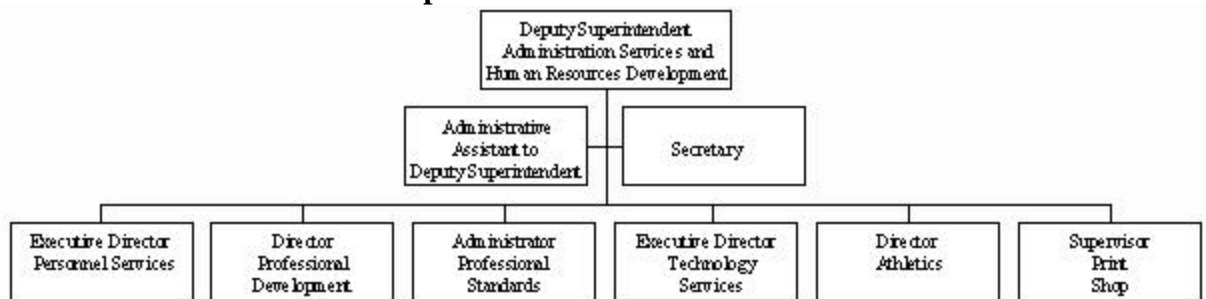 Deputy Superintendent
Administration Services and
Human Resources Development
Administrative
Assistant to
Deputy Superintendent
Secretary
Executive Director
Personnel Services
Director
Professional
Development
Administrator
Professional
Standards
Executive Director
Technology
Services
Director
Athletics
Supervisor
Print
Shop